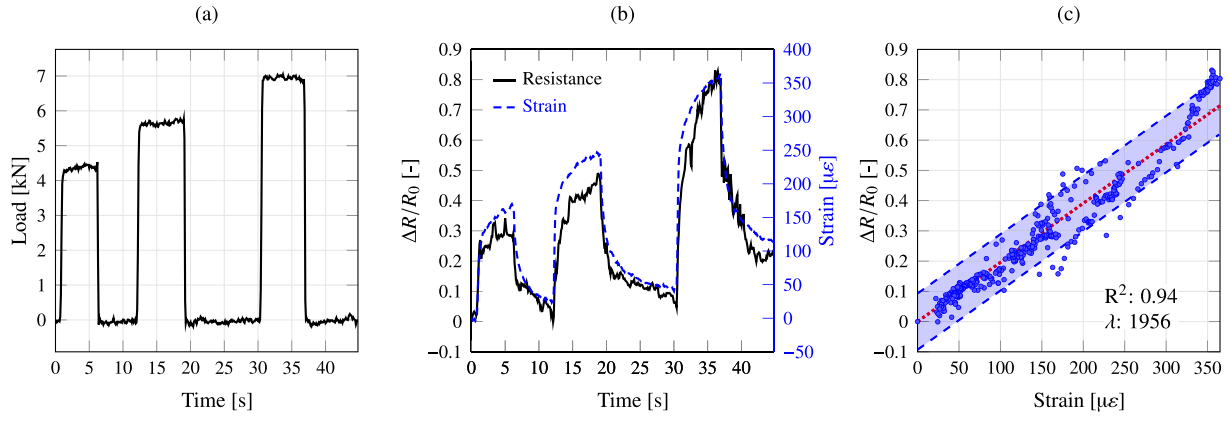 (a)
Load [kN]
7
6
5
4
3
2
1
0
0 5 10 15 20 25 30 35 40
Time [s]
(b)
ΔR/R0 [-]
0.9
0.8
0.7
0.6
0.5
0.4
0.3
0.2
0.1
0
−0.1
Resistance
Strain
400
350
300
250
200
150
100
50
0
−50
Strain [με]
0 5 10 15 20 25 30 35 40
Time [s]
(c)
ΔR/R0 [-]
0.9
0.8
0.7
0.6
0.5
0.4
0.3
0.2
0.1
0
−0.1
R²: 0.94
λ: 1956
0 50 100 150 200 250 300 350
Strain [με]